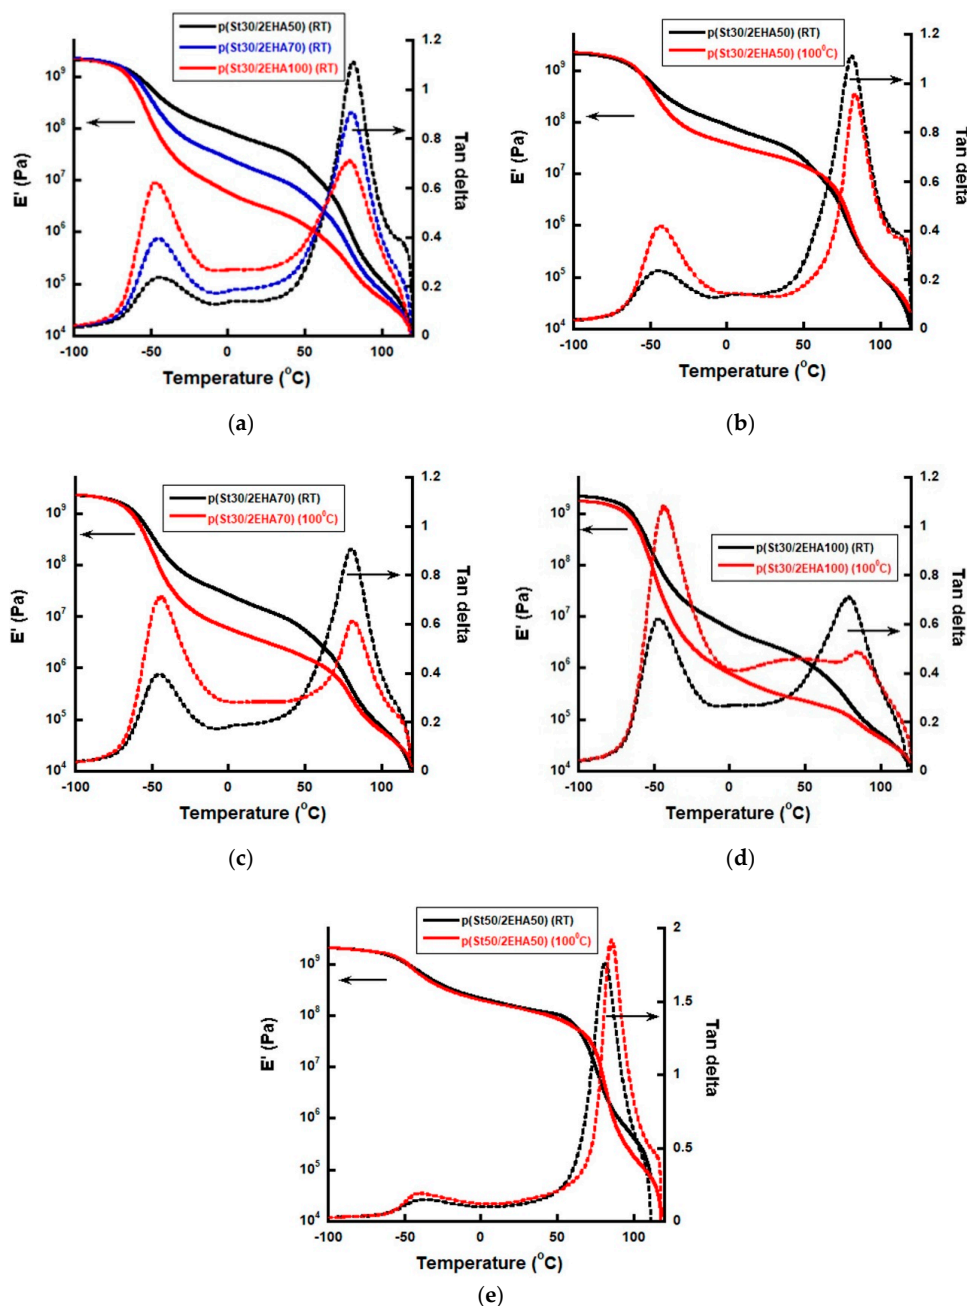 p(St30/2EHA50) (RT)
p(St30/2EHA70) (RT)
p(St30/2EHA100) (RT)
E' (Pa)
10⁹
10⁸
10⁷
10⁶
10⁵
10⁴
1.2
1
0.8
0.6
0.4
0.2
0
Tan delta
-100 -50 0 50 100
Temperature (°C)
(a)
p(St30/2EHA50) (RT)
p(St30/2EHA50) (100⁰C)
E' (Pa)
10⁹
10⁸
10⁷
10⁶
10⁵
10⁴
1.2
1
0.8
0.6
0.4
0.2
0
Tan delta
-100 -50 0 50 100
Temperature (°C)
(b)
p(St30/2EHA70) (RT)
p(St30/2EHA70) (100⁰C)
E' (Pa)
10⁹
10⁸
10⁷
10⁶
10⁵
10⁴
1.2
1
0.8
0.6
0.4
0.2
0
Tan delta
-100 -50 0 50 100
Temperature (°C)
(c)
p(St30/2EHA100) (RT)
p(St30/2EHA100) (100⁰C)
E' (Pa)
10⁹
10⁸
10⁷
10⁶
10⁵
10⁴
1.2
1
0.8
0.6
0.4
0.2
0
Tan delta
-100 -50 0 50 100
Temperature (°C)
(d)
p(St50/2EHA50) (RT)
p(St50/2EHA50) (100⁰C)
E' (Pa)
10⁹
10⁸
10⁷
10⁶
10⁵
10⁴
2
1.5
1
0.5
0
Tan delta
-100 -50 0 50 100
Temperature (°C)
(e)